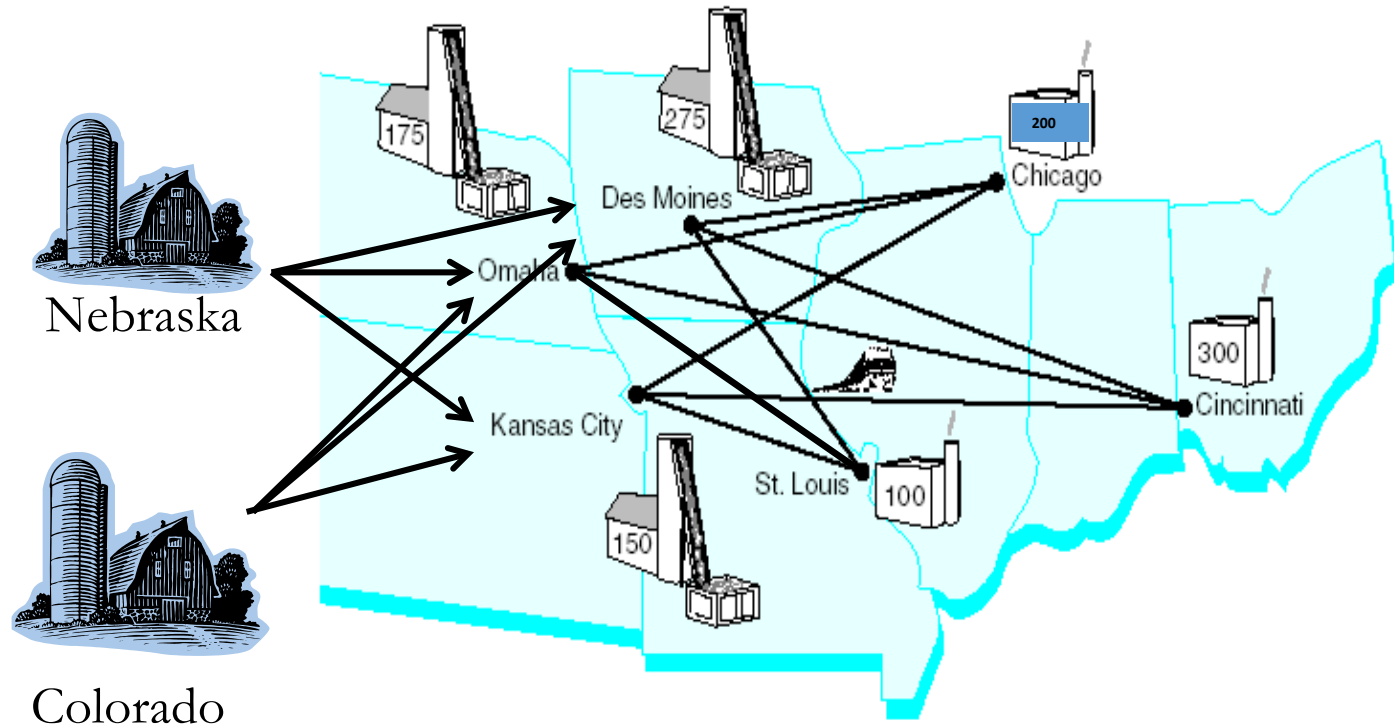 175
275
200
Chicago
Des Moines
Nebraska
Omaha
300
Kansas City
Cincinnati
St. Louis
100
150
Colorado